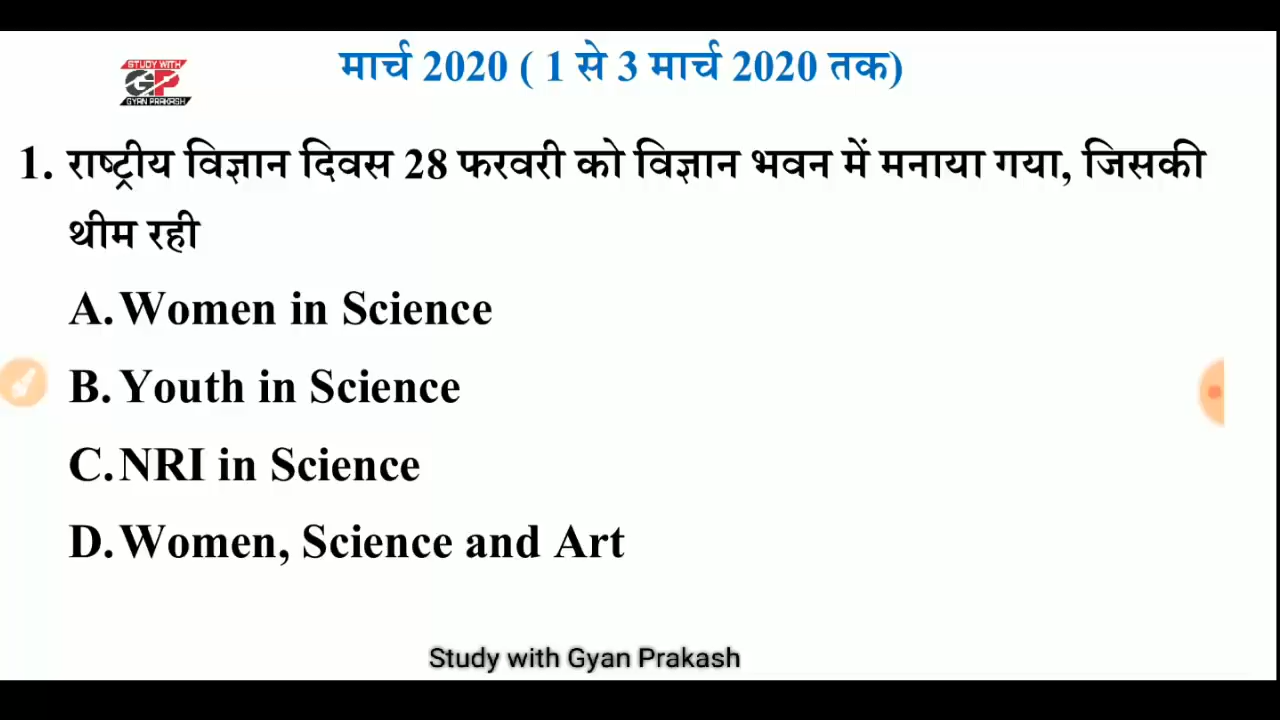 STUDY WITH
GP
GYAN PRAKASH
मार्च 2020 ( 1 से 3 मार्च 2020 तक)
1. राष्ट्रीय विज्ञान दिवस 28 फरवरी को विज्ञान भवन में मनाया गया, जिसकी
थीम रही
A. Women in Science
B. Youth in Science
C. NRI in Science
D. Women, Science and Art
Study with Gyan Prakash